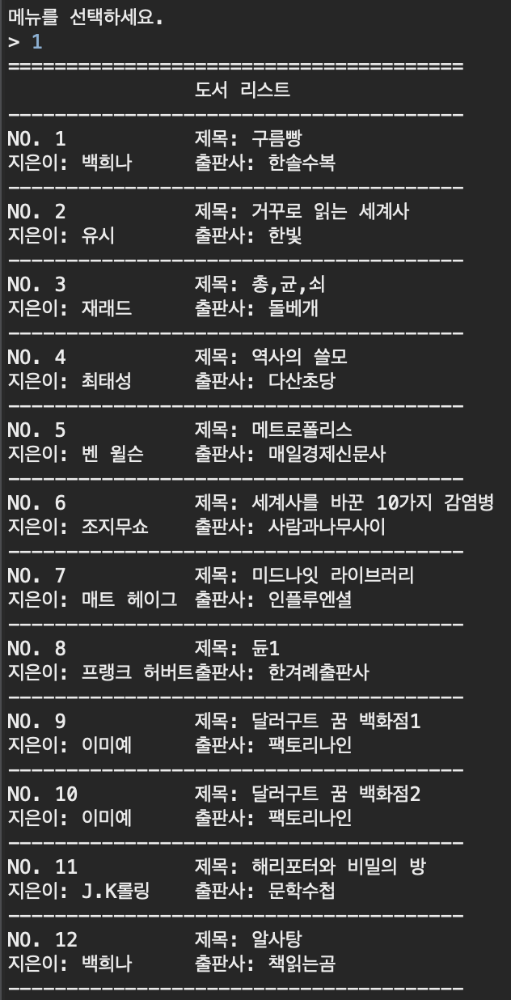 메뉴를 선택하세요.
> 1
=======================================
도서 리스트
---------------------------------------
NO. 1 제목: 구름빵
지은이: 백희나 출판사: 한솔수복
---------------------------------------
NO. 2 제목: 거꾸로 읽는 세계사
지은이: 유시 출판사: 한빛
---------------------------------------
NO. 3 제목: 총,균,쇠
지은이: 재래드 출판사: 돌베개
---------------------------------------
NO. 4 제목: 역사의 쓸모
지은이: 최태성 출판사: 다산초당
---------------------------------------
NO. 5 제목: 메트로폴리스
지은이: 벤 윌슨 출판사: 매일경제신문사
---------------------------------------
NO. 6 제목: 세계사를 바꾼 10가지 감염병
지은이: 조지무쇼 출판사: 사람과나무사이
---------------------------------------
NO. 7 제목: 미드나잇 라이브러리
지은이: 매트 헤이그 출판사: 인플루엔셜
---------------------------------------
NO. 8 제목: 듄1
지은이: 프랭크 허버트출판사: 한겨례출판사
---------------------------------------
NO. 9 제목: 달러구트 꿈 백화점1
지은이: 이미예 출판사: 팩토리나인
---------------------------------------
NO. 10 제목: 달러구트 꿈 백화점2
지은이: 이미예 출판사: 팩토리나인
---------------------------------------
NO. 11 제목: 해리포터와 비밀의 방
지은이: J.K롤링 출판사: 문학수첩
---------------------------------------
NO. 12 제목: 알사탕
지은이: 백희나 출판사: 책읽는곰
---------------------------------------